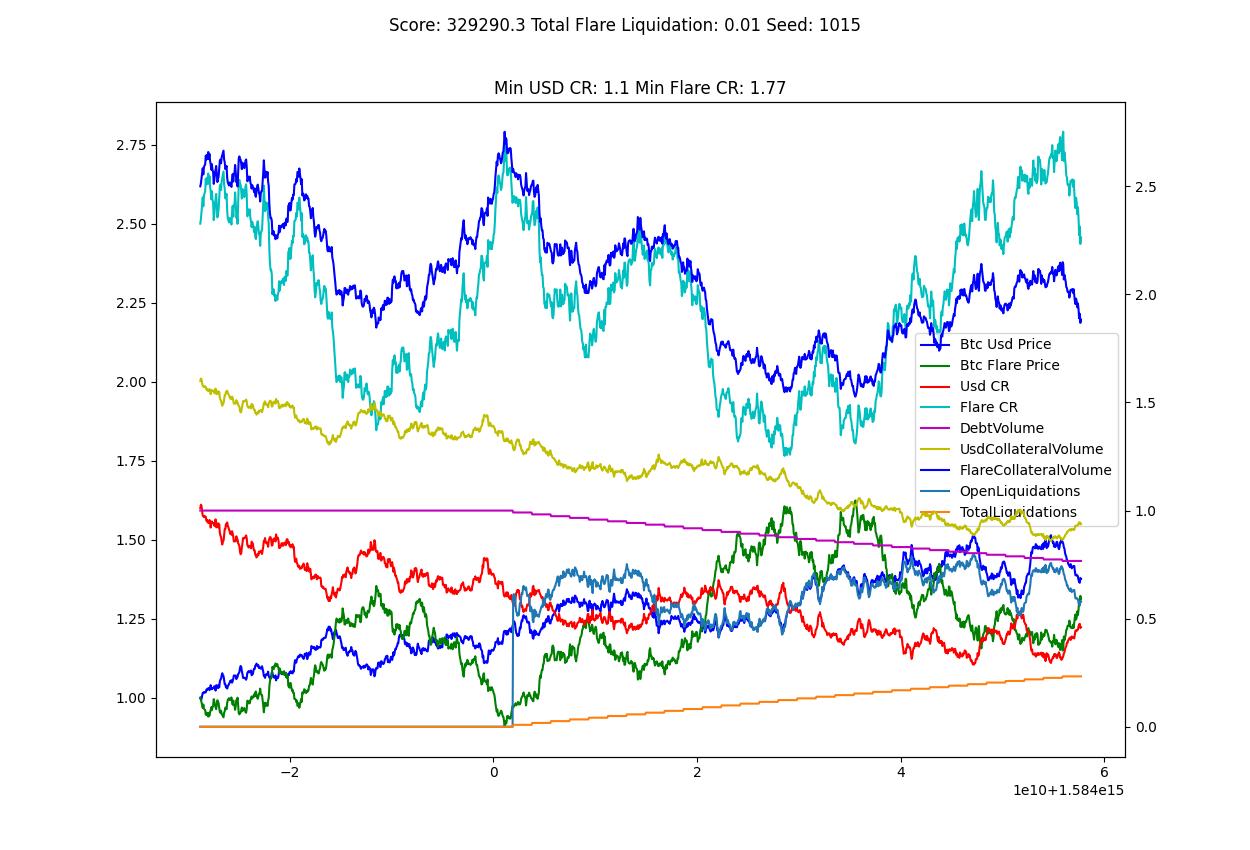 Score: 329290.3 Total Flare Liquidation: 0.01 Seed: 1015
Min USD CR: 1.1 Min Flare CR: 1.77
2.75
2.50
2.25
2.00
1.75
1.50
1.25
1.00
2.5
2.0
1.5
1.0
0.5
0.0
Btc Usd Price
Btc Flare Price
Usd CR
Flare CR
DebtVolume
UsdCollateralVolume
FlareCollateralVolume
OpenLiquidations
TotalLiquidations
−2 0 2 4 6
1e10+1.584e15